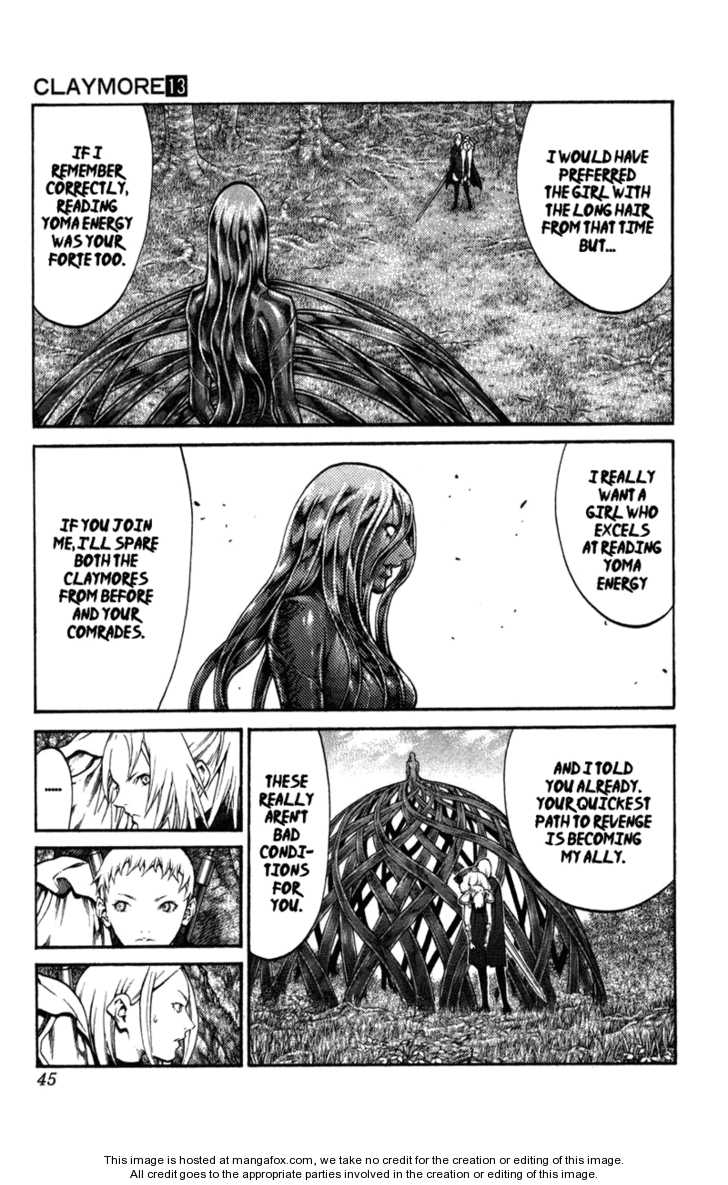 CLAYMORE 13
I WOULD HAVE
PREFERRED
THE GIRL WITH
THE LONG HAIR
FROM THAT TIME
BUT...
IF I
REMEMBER
CORRECTLY,
READING
YOMA ENERGY
WAS YOUR
FORTE TOO.
I REALLY
WANT A
GIRL WHO
EXCELS
AT READING
YOMA
ENERGY
IF YOU JOIN
ME, I'LL SPARE
BOTH THE
CLAYMORES
FROM BEFORE
AND YOUR
COMRADES.
AND I TOLD
YOU ALREADY.
YOUR QUICKEST
PATH TO REVENGE
IS BECOMING
MY ALLY.
THESE
REALLY
AREN'T
BAD
CONDI-
TIONS
FOR
YOU.
.....
45
This image is hosted at mangafox.com, we take no credit for the creation or editing of this image.
All credit goes to the appropriate parties involved in the creation or editing of this image.